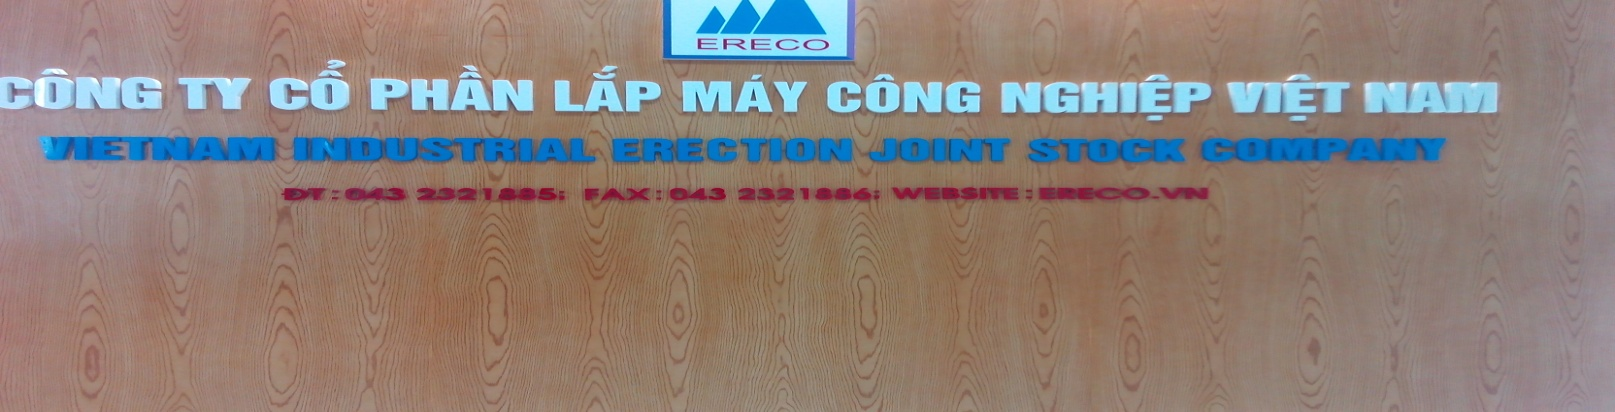 ERECO
CÔNG TY CỔ PHẦN LẮP MÁY CÔNG NGHIỆP VIỆT NAM
VIETNAM INDUSTRIAL ERECTION JOINT STOCK COMPANY
ĐT : 043 2321885; FAX : 043 2321886; WEBSITE : ERECO.VN